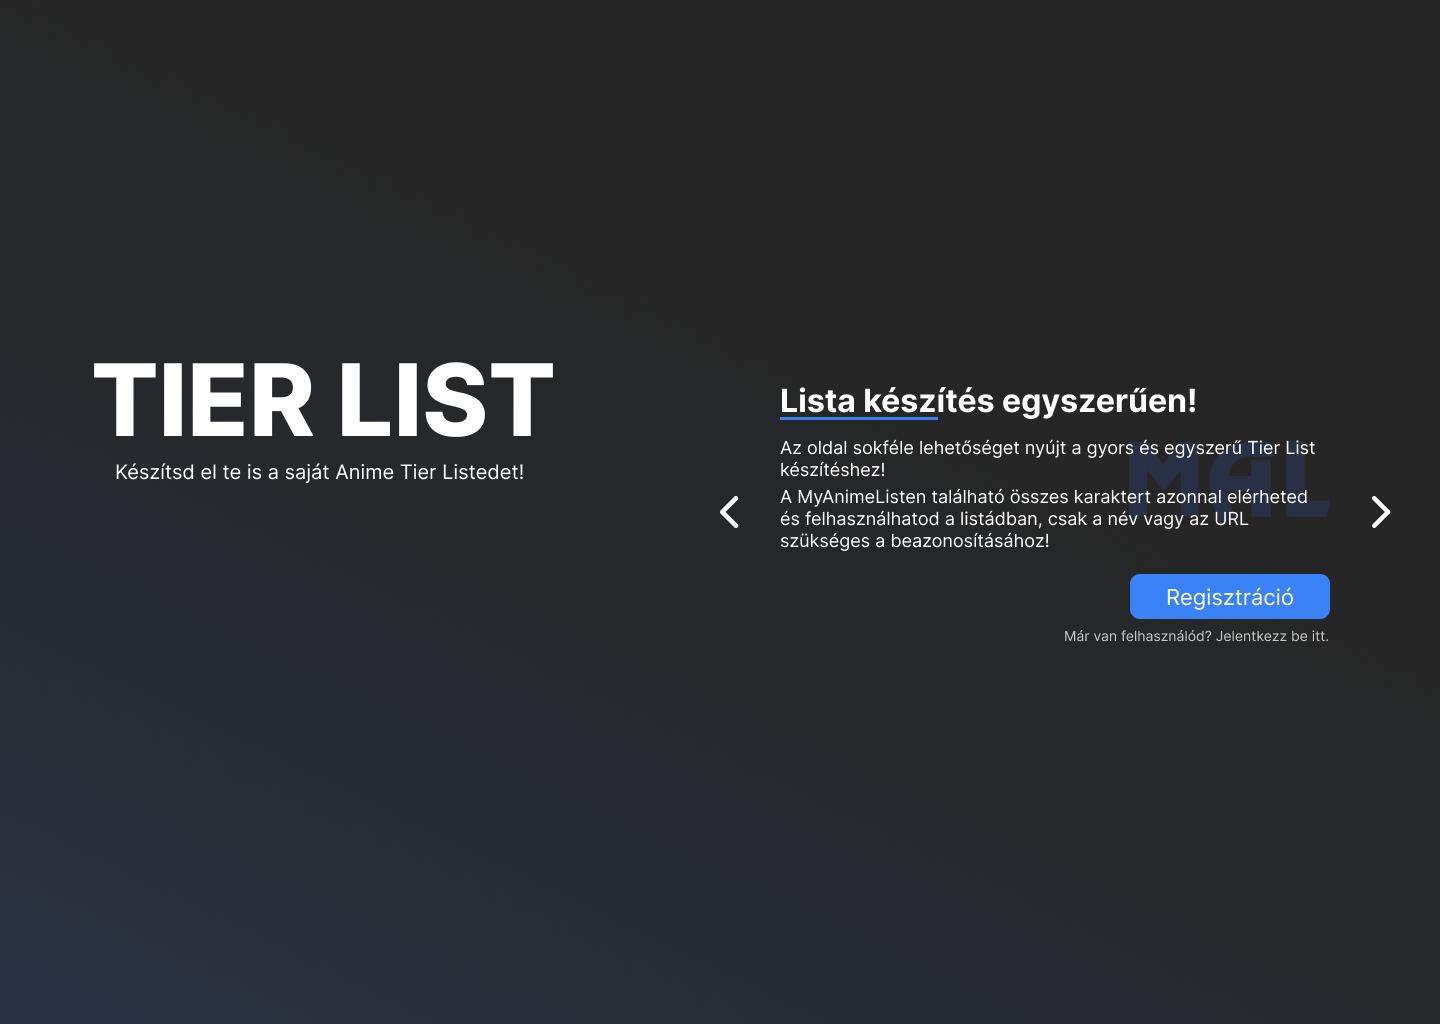 TIER LIST
Készítsd el te is a saját Anime Tier Listedet!
Lista készítés egyszerűen!
Az oldal sokféle lehetőséget nyújt a gyors és egyszerű Tier List
készítéshez!
MAL
A MyAnimeListen található összes karaktert azonnal elérheted
és felhasználhatod a listádban, csak a név vagy az URL
szükséges a beazonosításához!
Regisztráció
Már van felhasználód? Jelentkezz be itt.